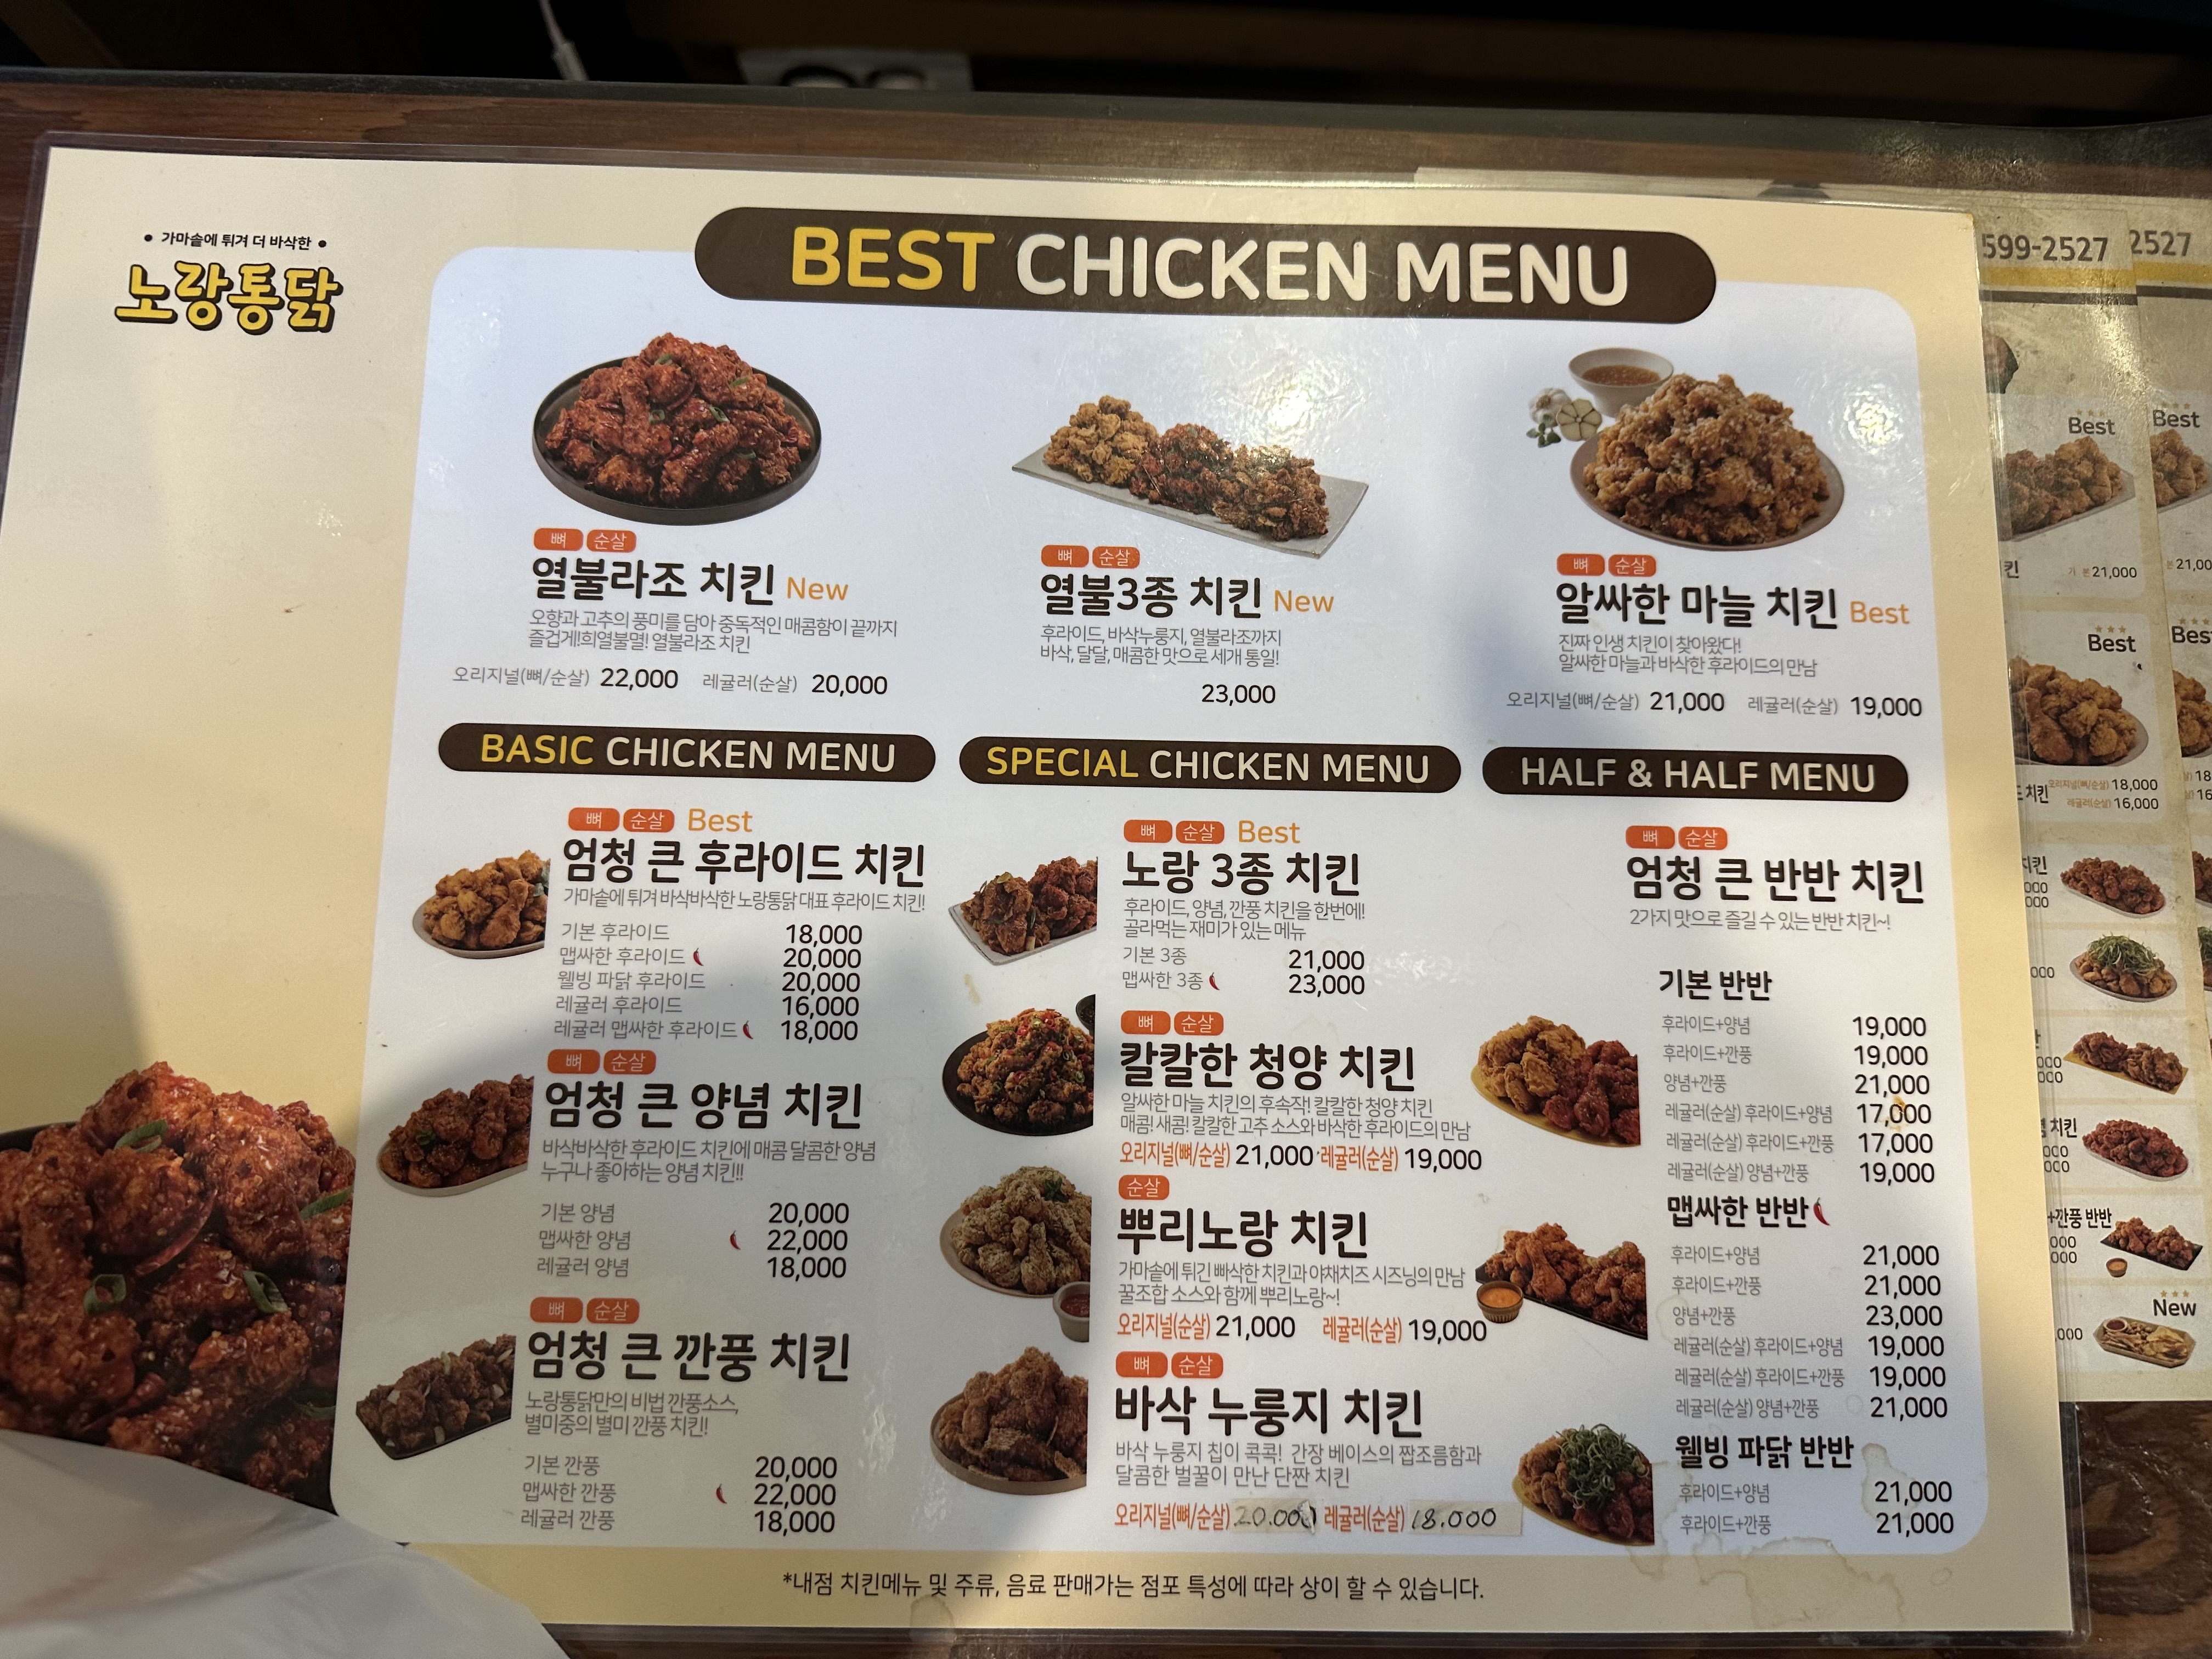 • 가마솥에 튀겨 더 바삭한 •
노랑통닭
BEST CHICKEN MENU
뼈 순살
열불라조 치킨 New
오향과 고추의 풍미를 담아 중독적인 매콤함이 끝까지
즐겁게!희열불멸! 열불라조 치킨
오리지널(뼈/순살) 22,000 레귤러(순살) 20,000
뼈 순살
열불3종 치킨 New
후라이드, 바삭누룽지, 열불라조까지
바삭, 달달, 매콤한 맛으로 세개 통일!
23,000
뼈 순살
알싸한 마늘 치킨 Best
진짜 인생 치킨이 찾아왔다!
알싸한 마늘과 바삭한 후라이드의 만남
오리지널(뼈/순살) 21,000 레귤러(순살) 19,000
BASIC CHICKEN MENU
뼈 순살 Best
엄청 큰 후라이드 치킨
가마솥에 튀겨 바삭바삭한 노랑통닭 대표 후라이드 치킨!
기본 후라이드 18,000
맵싸한 후라이드 20,000
웰빙 파닭 후라이드 20,000
레귤러 후라이드 16,000
레귤러 맵싸한 후라이드 18,000
뼈 순살
엄청 큰 양념 치킨
바삭바삭한 후라이드 치킨에 매콤 달콤한 양념
누구나 좋아하는 양념 치킨!!
기본 양념 20,000
맵싸한 양념 22,000
레귤러 양념 18,000
뼈 순살
엄청 큰 깐풍 치킨
노랑통닭만의 비법 깐풍소스,
별미중의 별미 깐풍 치킨!
기본 깐풍 20,000
맵싸한 깐풍 22,000
레귤러 깐풍 18,000
SPECIAL CHICKEN MENU
뼈 순살 Best
노랑 3종 치킨
후라이드, 양념, 깐풍 치킨을 한번에!
골라먹는 재미가 있는 메뉴
기본 3종 21,000
맵싸한 3종 23,000
뼈 순살
칼칼한 청양 치킨
알싸한 마늘 치킨의 후속작! 칼칼한 청양 치킨
매콤! 새콤! 칼칼한 고추 소스와 바삭한 후라이드의 만남
오리지널(뼈/순살) 21,000 레귤러(순살) 19,000
순살
뿌리노랑 치킨
가마솥에 튀긴 빠삭한 치킨과 야채치즈 시즈닝의 만남
꿀조합 소스와 함께 뿌리노랑~!
오리지널(순살) 21,000 레귤러(순살) 19,000
뼈 순살
바삭 누룽지 치킨
바삭 누룽지 칩이 콕콕! 간장 베이스의 짭조름함과
달콤한 벌꿀이 만난 단짠 치킨
오리지널(뼈/순살) 20.000 레귤러(순살) 18.000
HALF & HALF MENU
뼈 순살
엄청 큰 반반 치킨
2가지 맛으로 즐길 수 있는 반반 치킨~!
기본 반반
후라이드+양념 19,000
후라이드+깐풍 19,000
양념+깐풍 21,000
레귤러(순살) 후라이드+양념 17,000
레귤러(순살) 후라이드+깐풍 17,000
레귤러(순살) 양념+깐풍 19,000
맵싸한 반반
후라이드+양념 21,000
후라이드+깐풍 21,000
양념+깐풍 23,000
레귤러(순살) 후라이드+양념 19,000
레귤러(순살) 후라이드+깐풍 19,000
레귤러(순살) 양념+깐풍 21,000
웰빙 파닭 반반
후라이드+양념 21,000
후라이드+깐풍 21,000
*내점 치킨메뉴 및 주류, 음료 판매가는 점포 특성에 따라 상이 할 수 있습니다.
599-2527
2527
Best
Best
킨 21,000
Best
치킨 오리지널(뼈/순살) 18,000
레귤러(순살) 16,000
치킨
000
000
치킨
+깐풍 반반
New